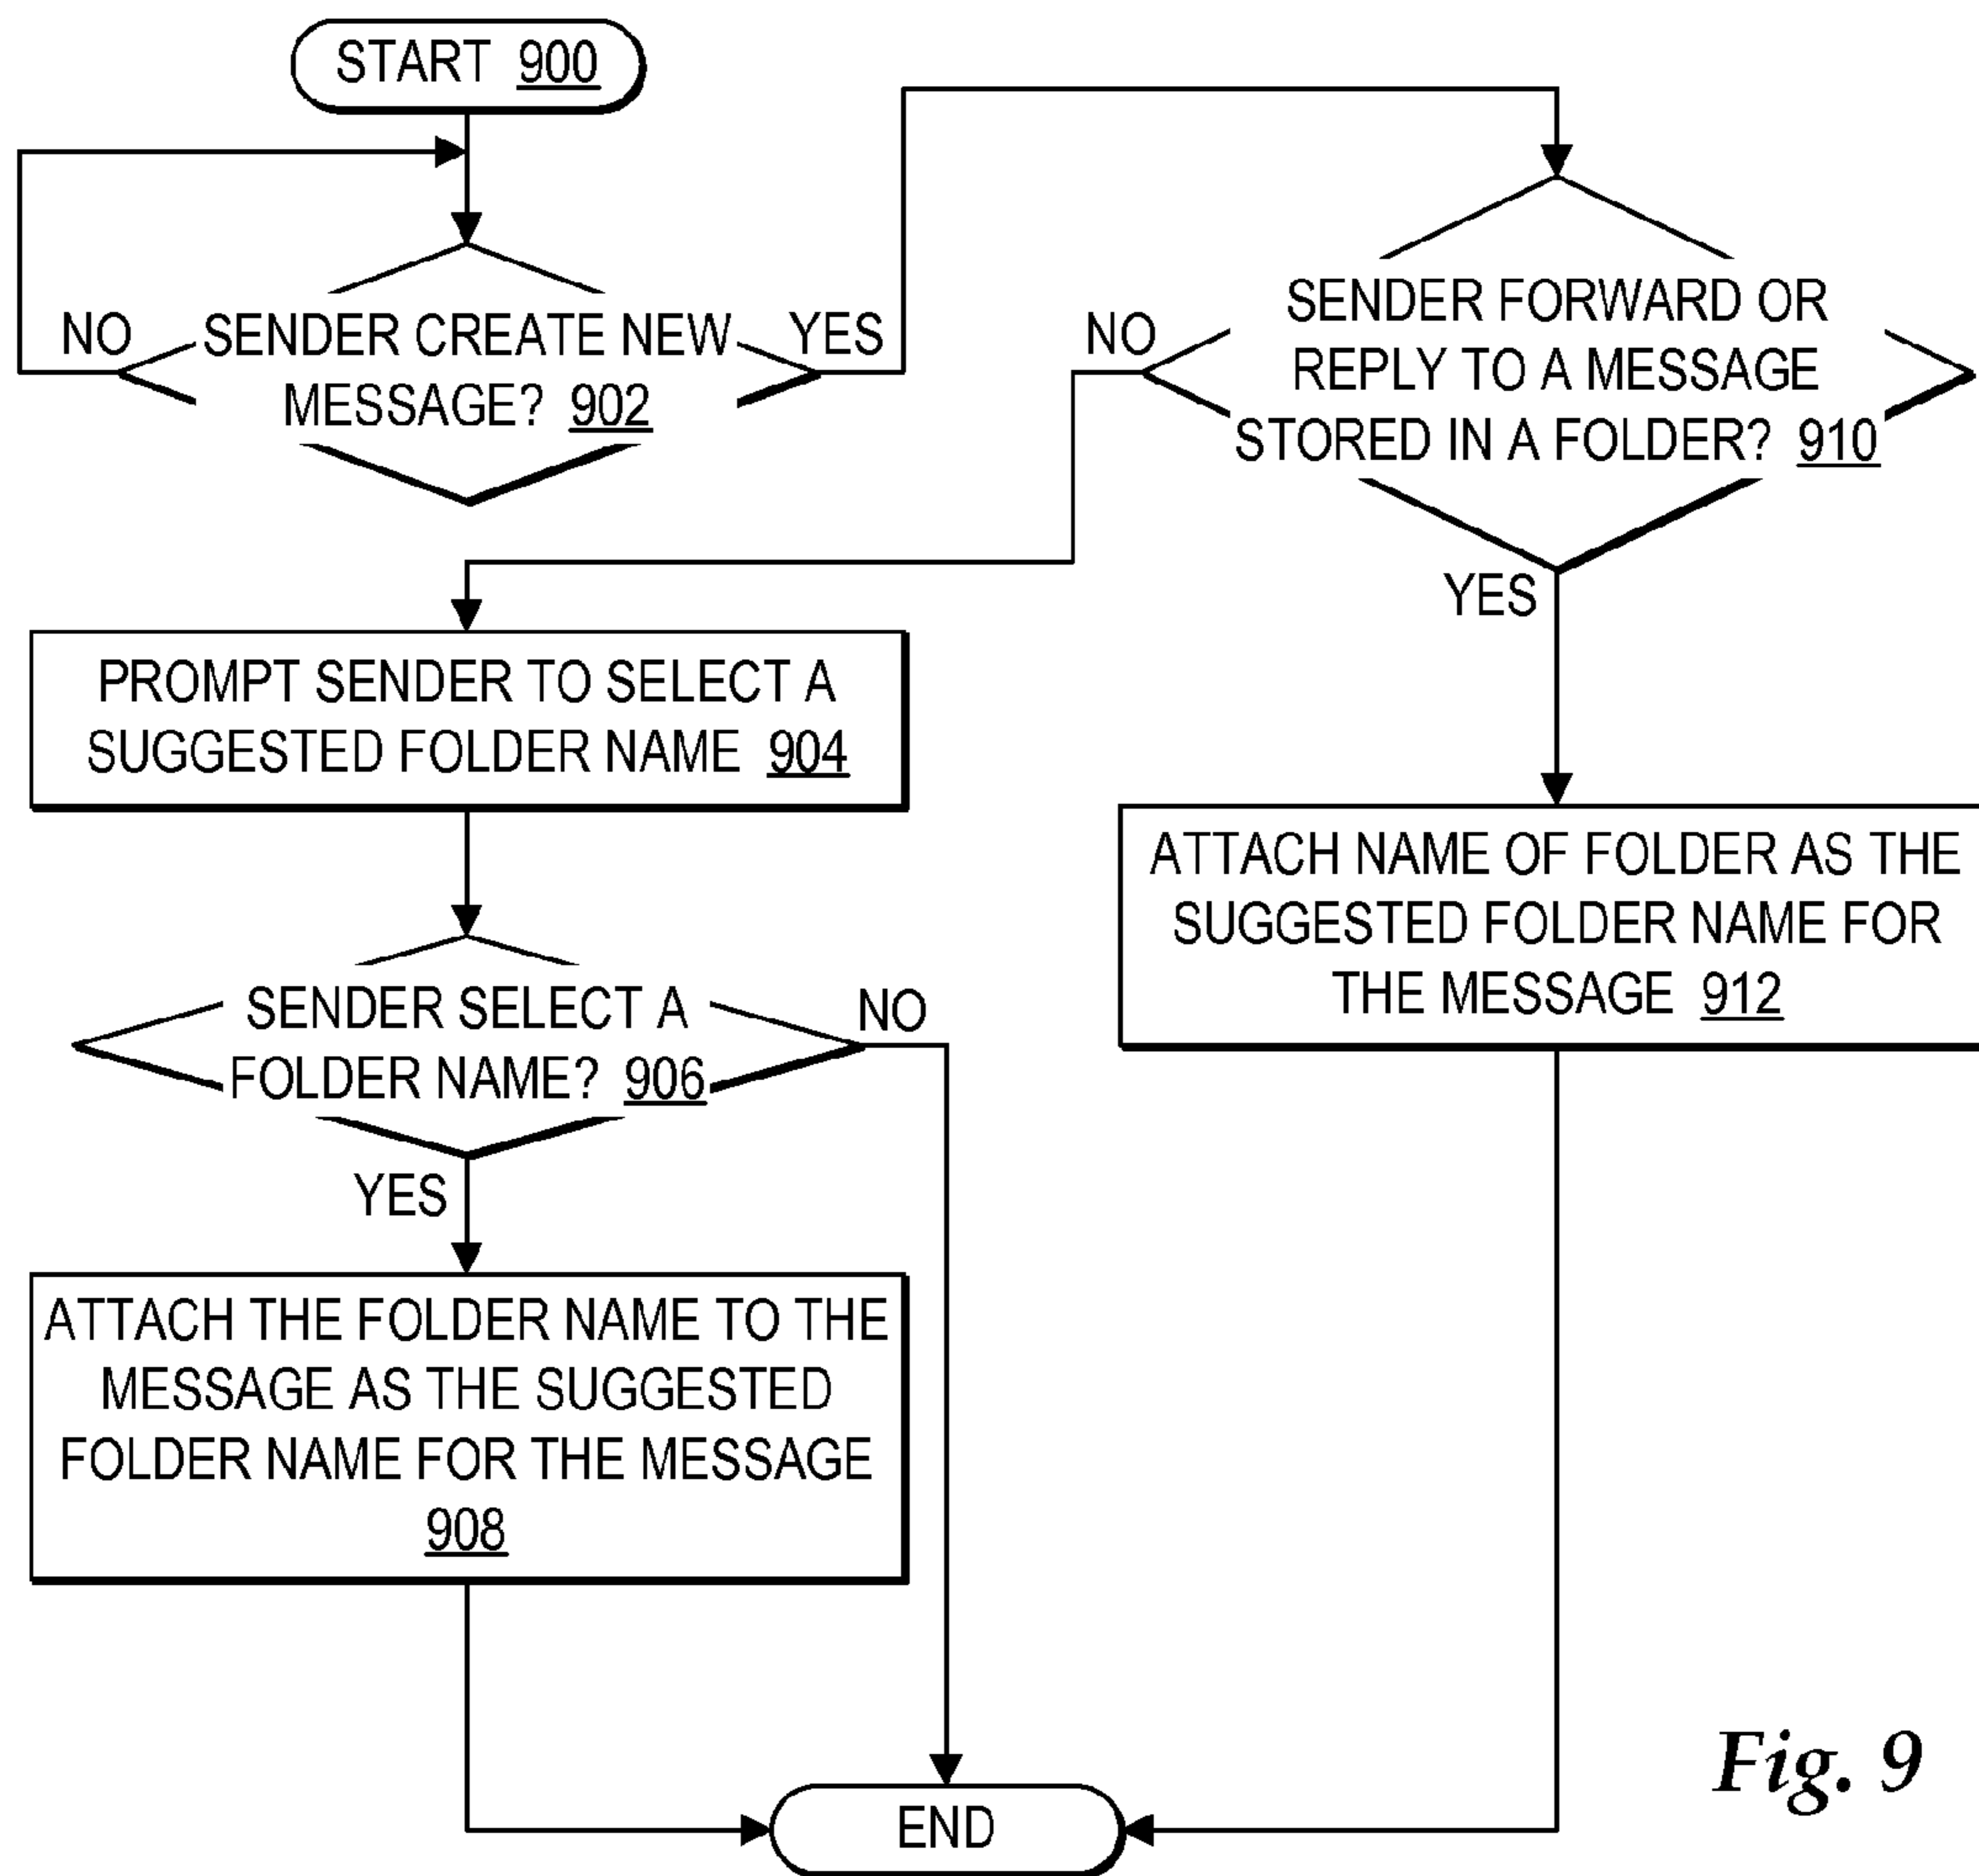 START 900
NO
SENDER CREATE NEW
MESSAGE? 902
YES
NO
SENDER FORWARD OR
REPLY TO A MESSAGE
STORED IN A FOLDER? 910
YES
PROMPT SENDER TO SELECT A
SUGGESTED FOLDER NAME 904
ATTACH NAME OF FOLDER AS THE
SUGGESTED FOLDER NAME FOR
THE MESSAGE 912
SENDER SELECT A
FOLDER NAME? 906
NO
YES
ATTACH THE FOLDER NAME TO THE
MESSAGE AS THE SUGGESTED
FOLDER NAME FOR THE MESSAGE
908
END
Fig. 9